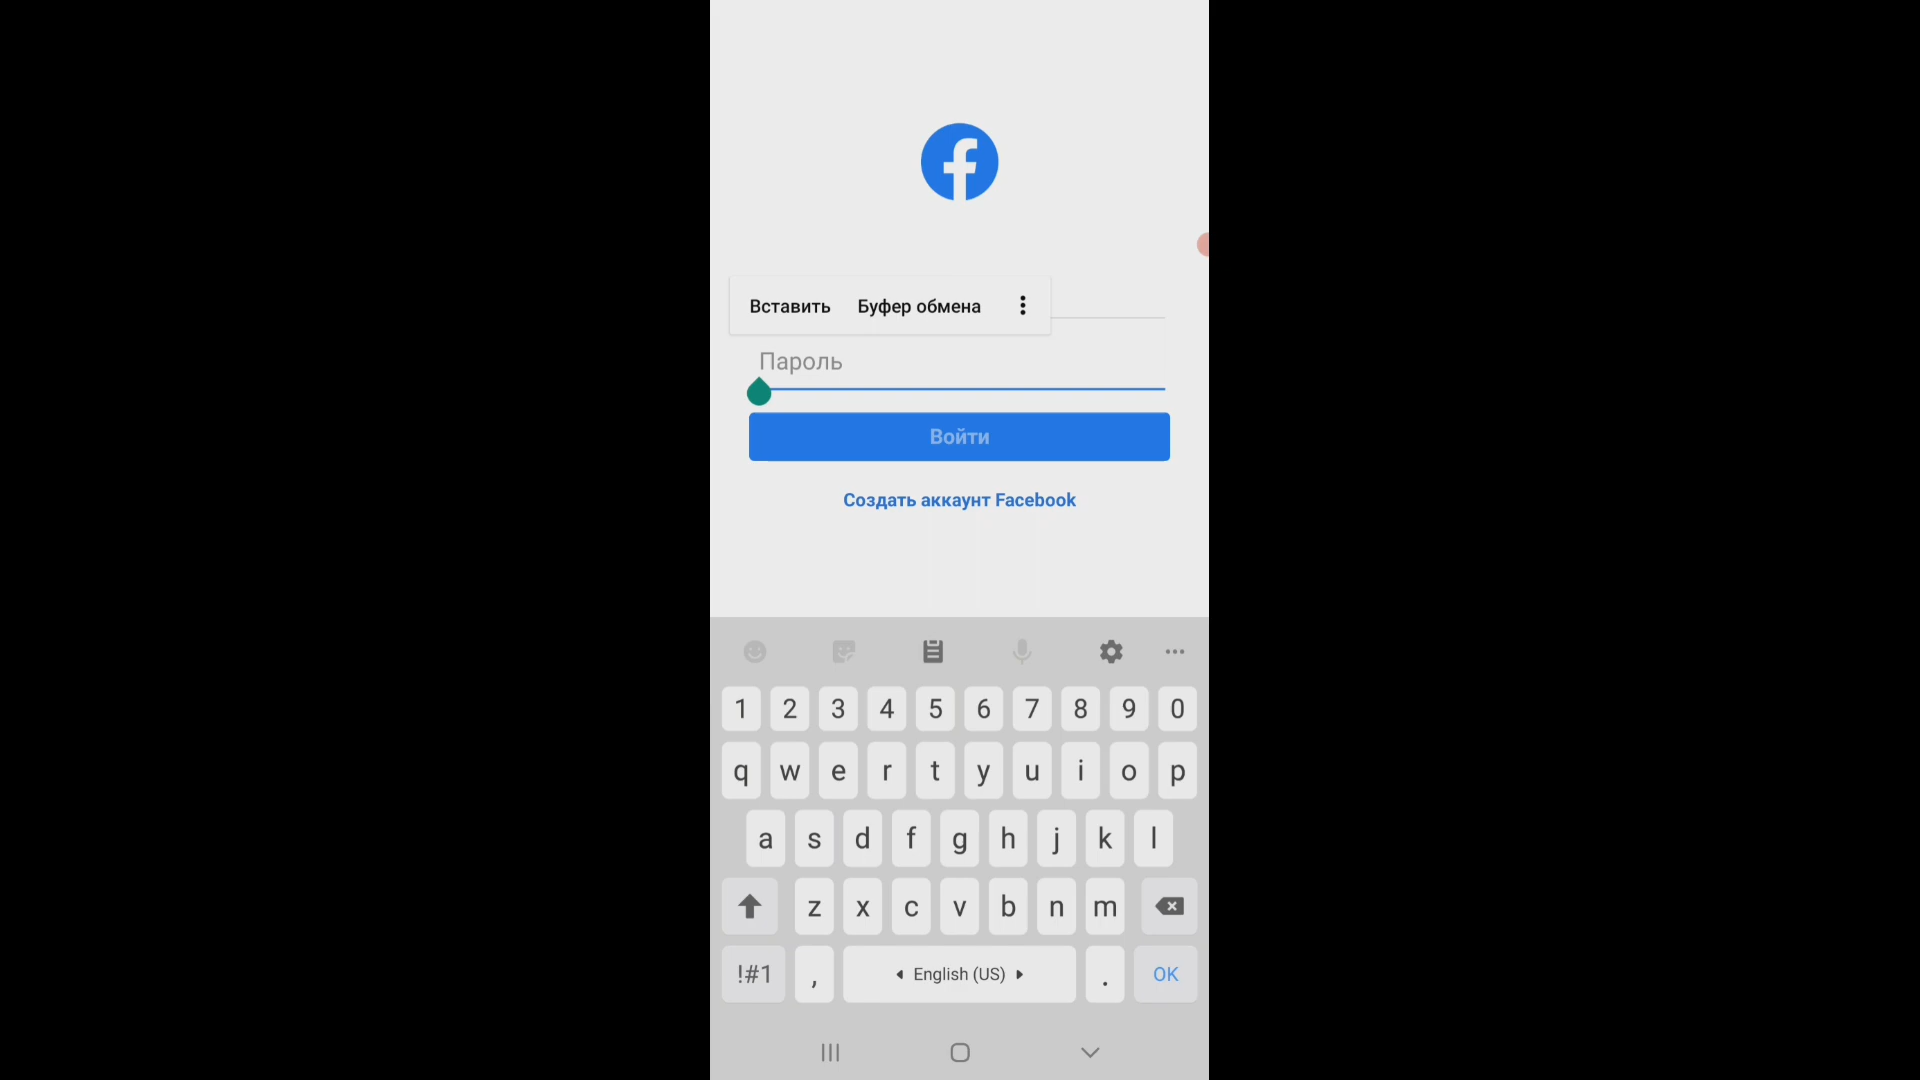 Вставить Буфер обмена
Пароль
Войти
Создать аккаунт Facebook
1 2 3 4 5 6 7 8 9 0
q w e r t y u i o p
a s d f g h j k l
z x c v b n m
!#1 , English (US) . OK